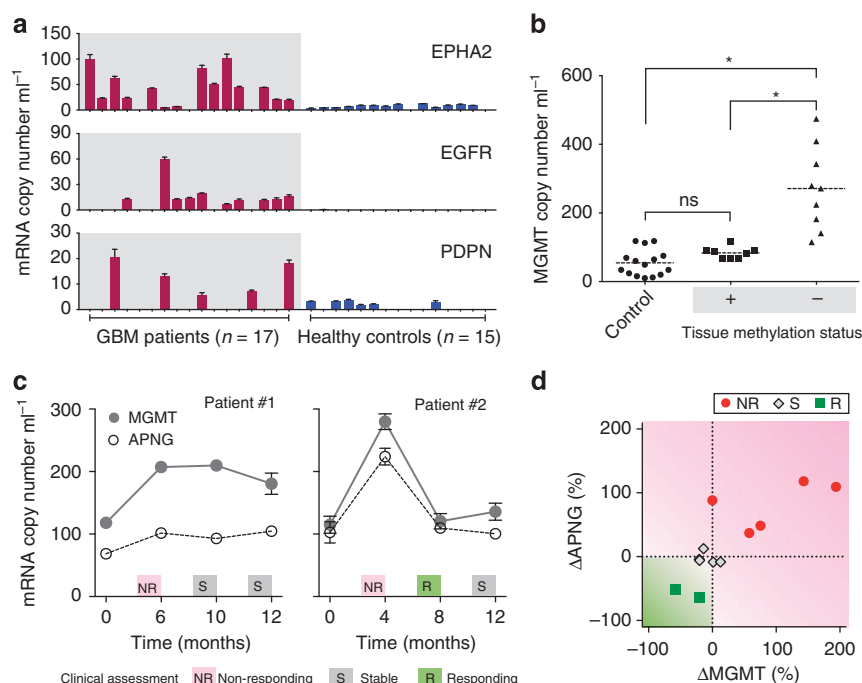 a
EPHA2
100
50
0
EGFR
90
60
30
0
PDPN
30
20
10
0
mRNA copy number ml⁻¹
GBM patients (n = 17)
Healthy controls (n = 15)
b
MGMT copy number ml⁻¹
600
400
200
0
*
*
ns
Control
+
−
Tissue methylation status
c
mRNA copy number ml⁻¹
300
200
100
0
MGMT
APNG
Patient #1
NR
S
S
0 6 10 12
Time (months)
Patient #2
NR
R
S
0 4 8 12
Time (months)
Clinical assessment NR Non-responding S Stable R Responding
d
NR S R
ΔAPNG (%)
200
100
0
−100
−100 0 100 200
ΔMGMT (%)